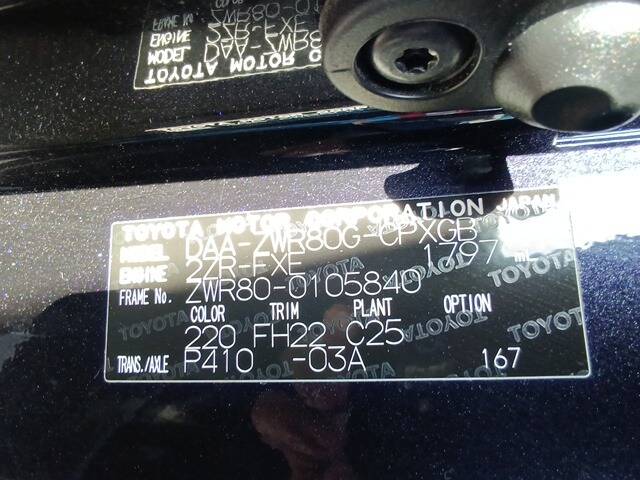 TOYOTA MOTOR CORPORATION JAPAN
MODEL DAA-ZWR80G-CPXGB
ENGINE 2ZR-FXE 1797 mL
FRAME No. ZWR80-0105840
COLOR TRIM PLANT OPTION
220 FH22 C25
TRANS./AXLE P410 -03A 167